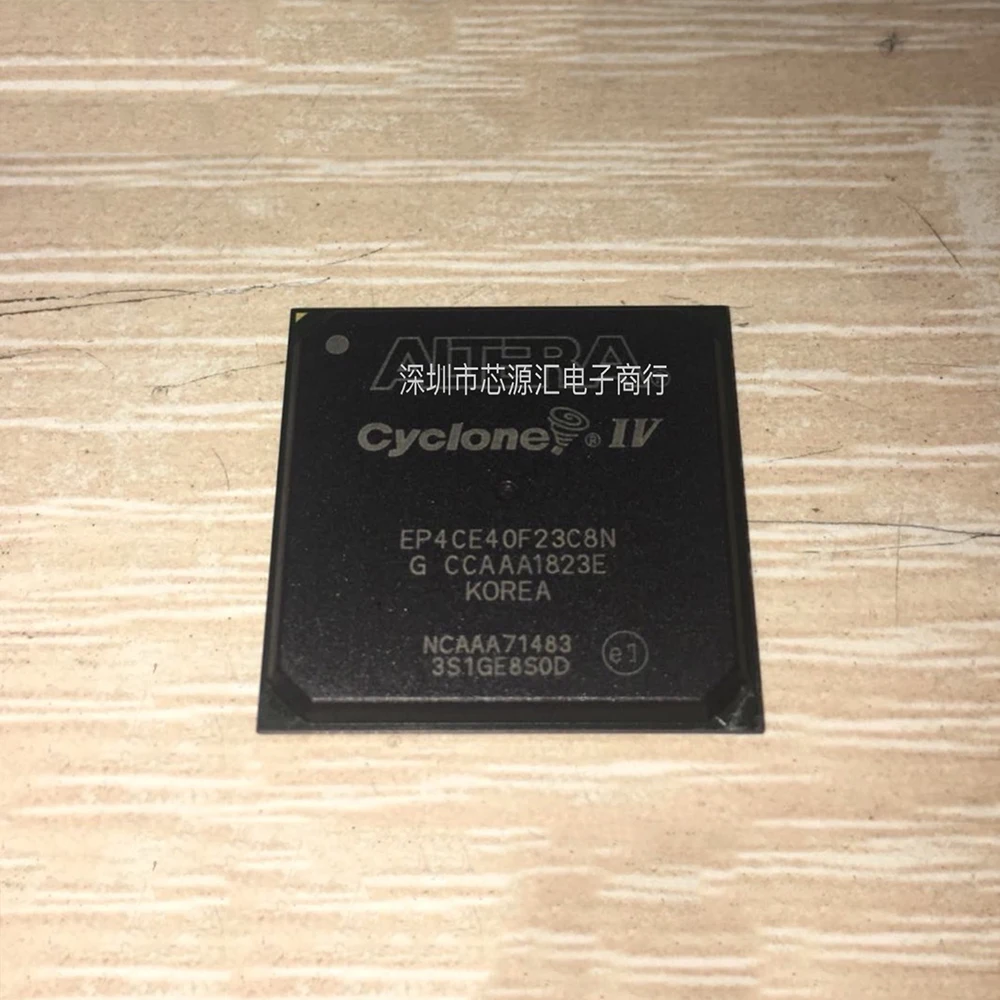 ALTERA
深圳市芯源汇电子商行
Cyclone® IV
EP4CE40F23C8N
G CCAAA1823E
KOREA
NCAAA71483
3S1GE8S0D
e1